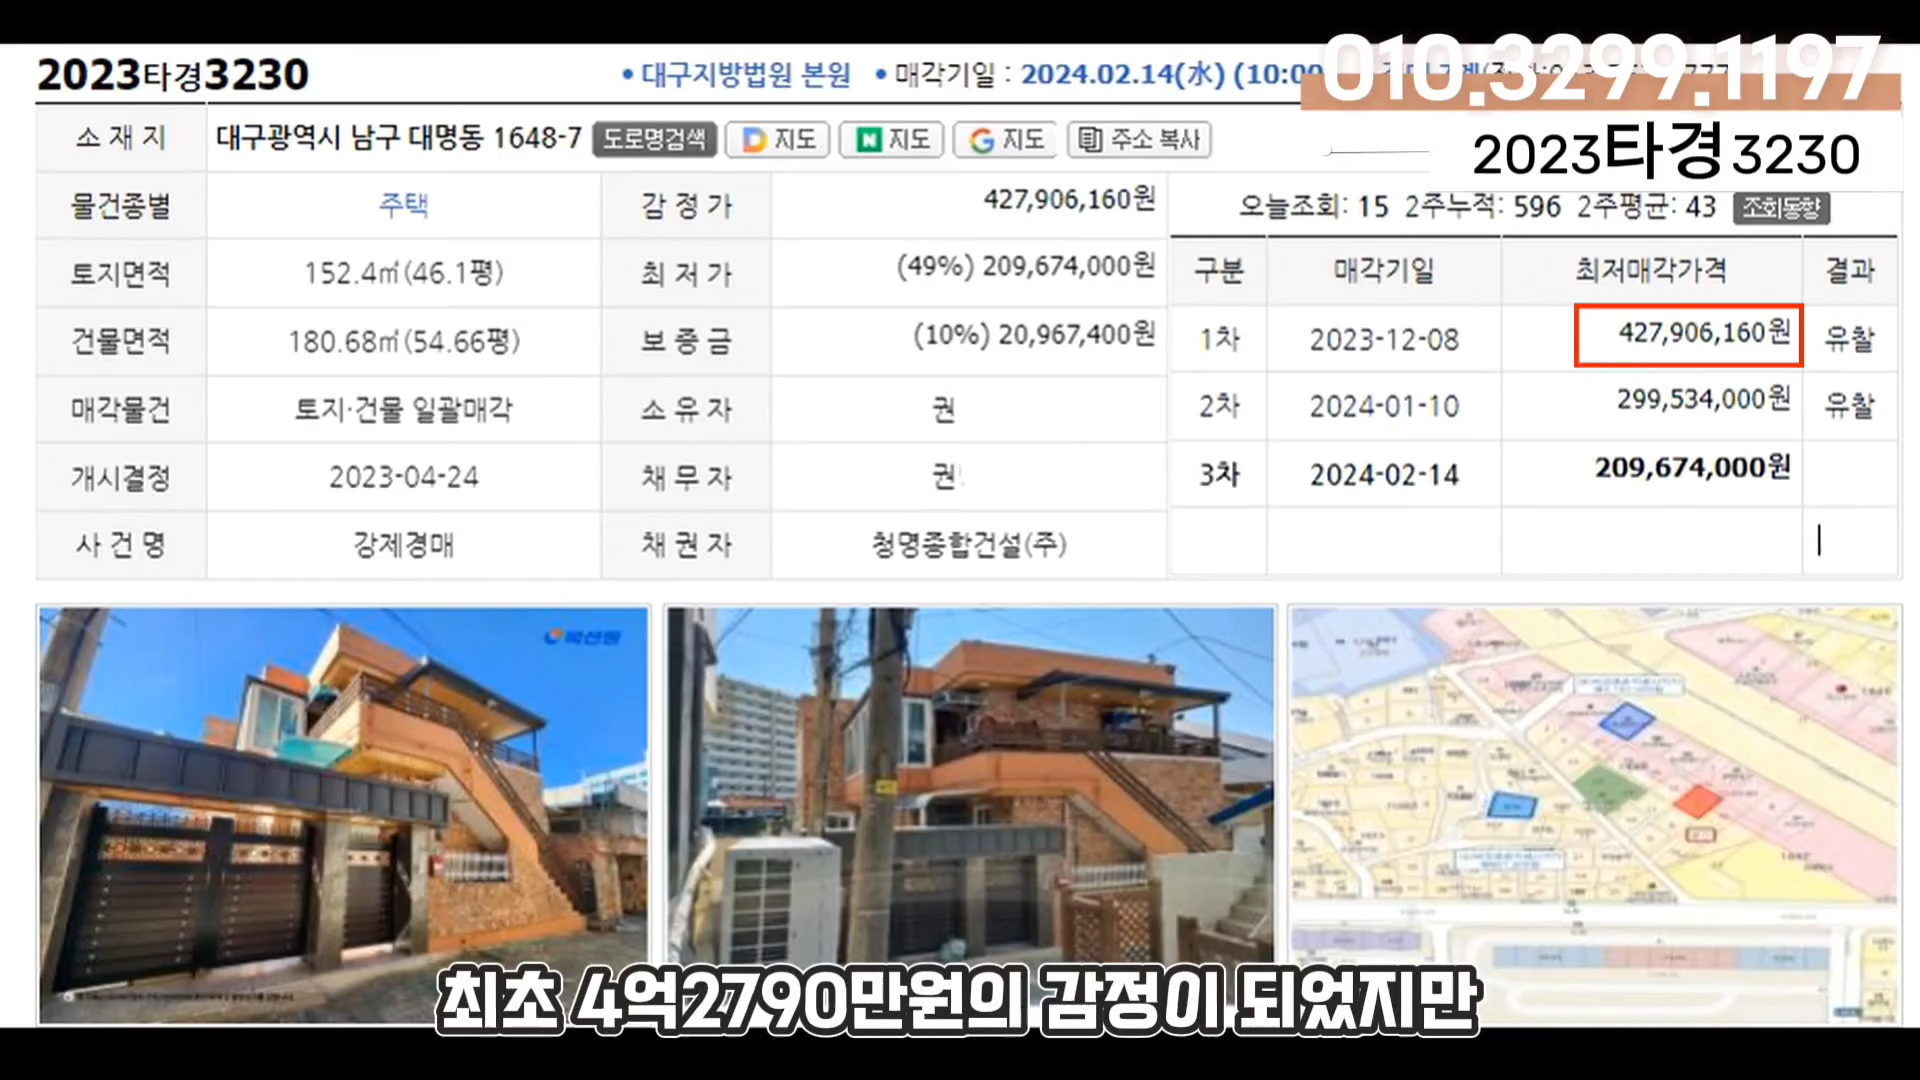 010.3299.1197
2023타경3230
• 대구지방법원 본원 • 매각기일 : 2024.02.14(水) (10:00
2023타경3230
소 재 지 대구광역시 남구 대명동 1648-7 도로명검색 지도 지도 지도 주소 복사
물건종별 주택 감 정 가 427,906,160원
오늘조회: 15 2주누적: 596 2주평균: 43 조회동향
토지면적 152.4㎡(46.1평) 최 저 가 (49%) 209,674,000원
구분 매각기일 최저매각가격 결과
건물면적 180.68㎡(54.66평) 보 증 금 (10%) 20,967,400원
1차 2023-12-08 427,906,160원 유찰
매각물건 토지·건물 일괄매각 소 유 자 권
2차 2024-01-10 299,534,000원 유찰
개시결정 2023-04-24 채 무 자 권
3차 2024-02-14 209,674,000원
사 건 명 강제경매 채 권 자 청명종합건설(주)
최초 4억2790만원의 감정이 되었지만